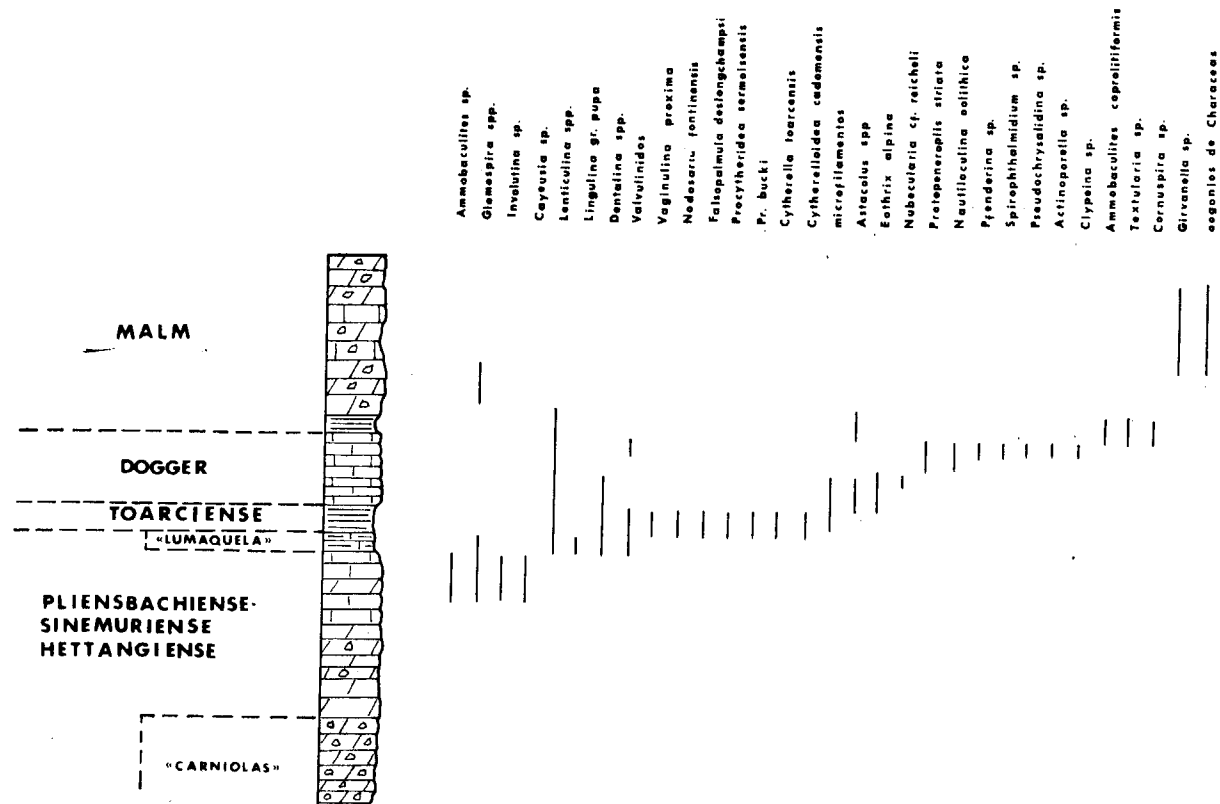 Ammobaculites sp.
Glomospira spp.
Involutina sp.
Cayeusia sp.
Lenticulina spp.
Lingulina gr. pupa
Dentalina spp.
Valvulinidos
Vaginulina proxima
Nodosaria fontinensis
Falsopalmula deslongchampsi
Procytheridea sermoisensis
Pr. bucki
Cytherella toarcensis
Cytherelloidea cadomensis
microfilamentos
Astacolus spp
Eothrix alpina
Nubecularia cf. reicheli
Protopeneroplis striata
Nautiloculina oolithica
Pfenderina sp.
Spirophthalmidium sp.
Pseudochrysalidina sp.
Actinoporella sp.
Clypeina sp.
Ammobaculites coprolitiformis
Textularia sp.
Cornuspira sp.
Girvanella sp.
oogonios de Characeas
MALM
DOGGER
TOARCIENSE
«LUMAQUELA»
PLIENSBACHIENSE-
SINEMURIENSE
HETTANGIENSE
«CARNIOLAS»